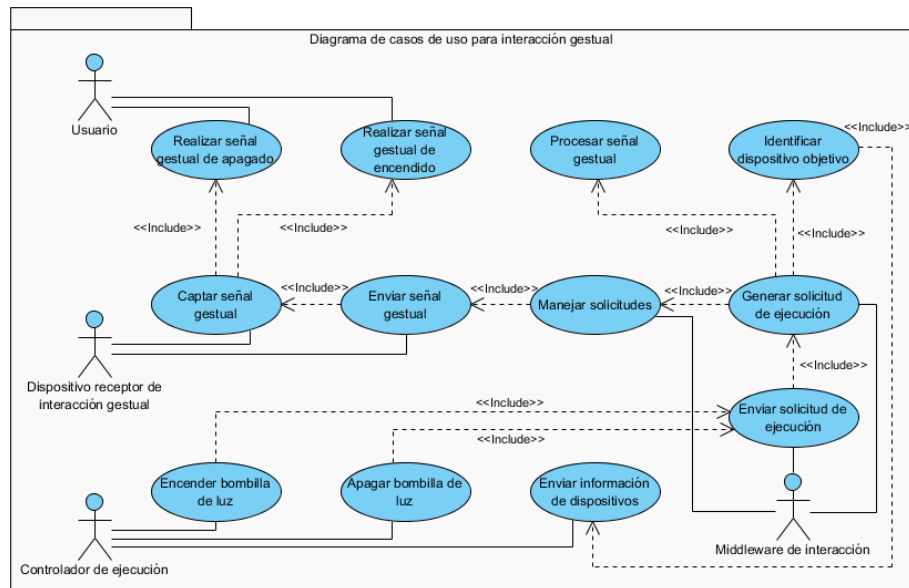 Diagrama de casos de uso para interacción gestual
Usuario
Realizar señal
gestual de apagado
Realizar señal
gestual de
encendido
Procesar señal
gestual
Identificar
dispositivo objetivo
<<Include>>
<<Include>>
<<Include>>
<<Include>>
<<Include>>
Captar señal
gestual
<<Include>>
Enviar señal
gestual
<<Include>>
Manejar solicitudes
<<Include>>
Generar solicitud
de ejecución
Dispositivo receptor de
interacción gestual
<<Include>>
<<Include>>
Enviar solicitud de
ejecución
<<Include>>
Encender bombilla
de luz
Apagar bombilla de
luz
Enviar información
de dispositivos
Controlador de ejecución
Middleware de interacción